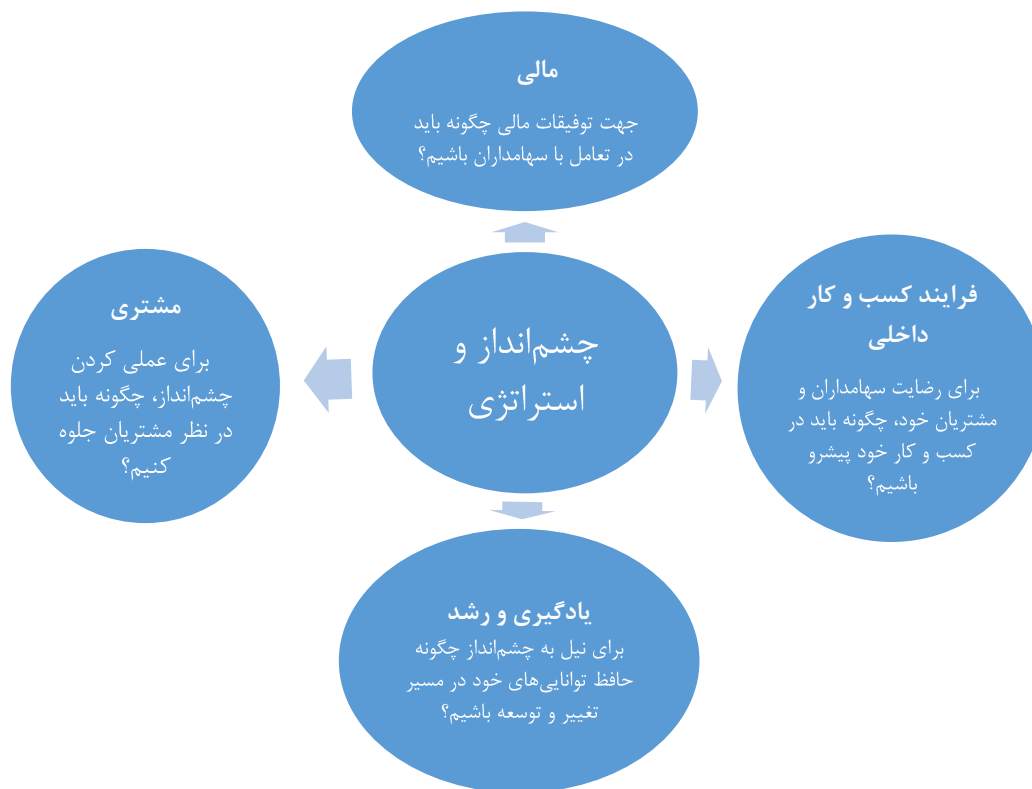 مالی
جهت توفیقات مالی چگونه باید
در تعامل با سهامداران باشیم؟
فرایند کسب و کار
داخلی
برای رضایت سهامداران و
مشتریان خود، چگونه باید در
کسب و کار خود پیشرو
باشیم؟
چشم‌انداز و
استراتژی
مشتری
برای عملی کردن
چشم‌انداز، چگونه باید
در نظر مشتریان جلوه
کنیم؟
یادگیری و رشد
برای نیل به چشم‌انداز چگونه
حافظ توانایی‌های خود در مسیر
تغییر و توسعه باشیم؟